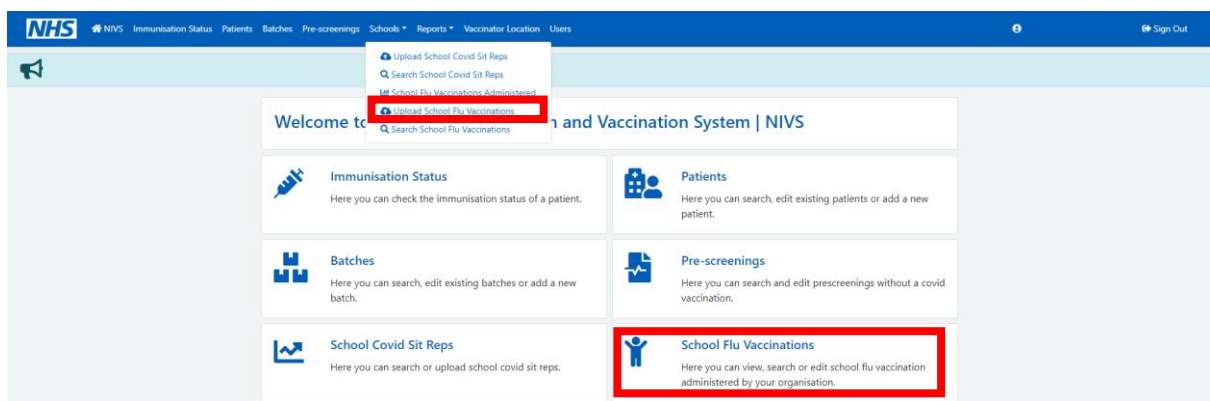 NHS NIVS Immunisation Status Patients Batches Pre-screenings Schools Reports Vaccinator Location Users Sign Out
Upload School Covid Sit Reps
Search School Covid Sit Reps
School Flu Vaccinations Administered
Upload School Flu Vaccinations
Search School Flu Vaccinations
Welcome to n and Vaccination System | NIVS
Immunisation Status
Here you can check the immunisation status of a patient.
Patients
Here you can search, edit existing patients or add a new
patient.
Batches
Here you can search, edit existing batches or add a new
batch.
Pre-screenings
Here you can search and edit prescreenings without a covid
vaccination.
School Covid Sit Reps
Here you can search or upload school covid sit reps.
School Flu Vaccinations
Here you can view, search or edit school flu vaccination
administered by your organisation.